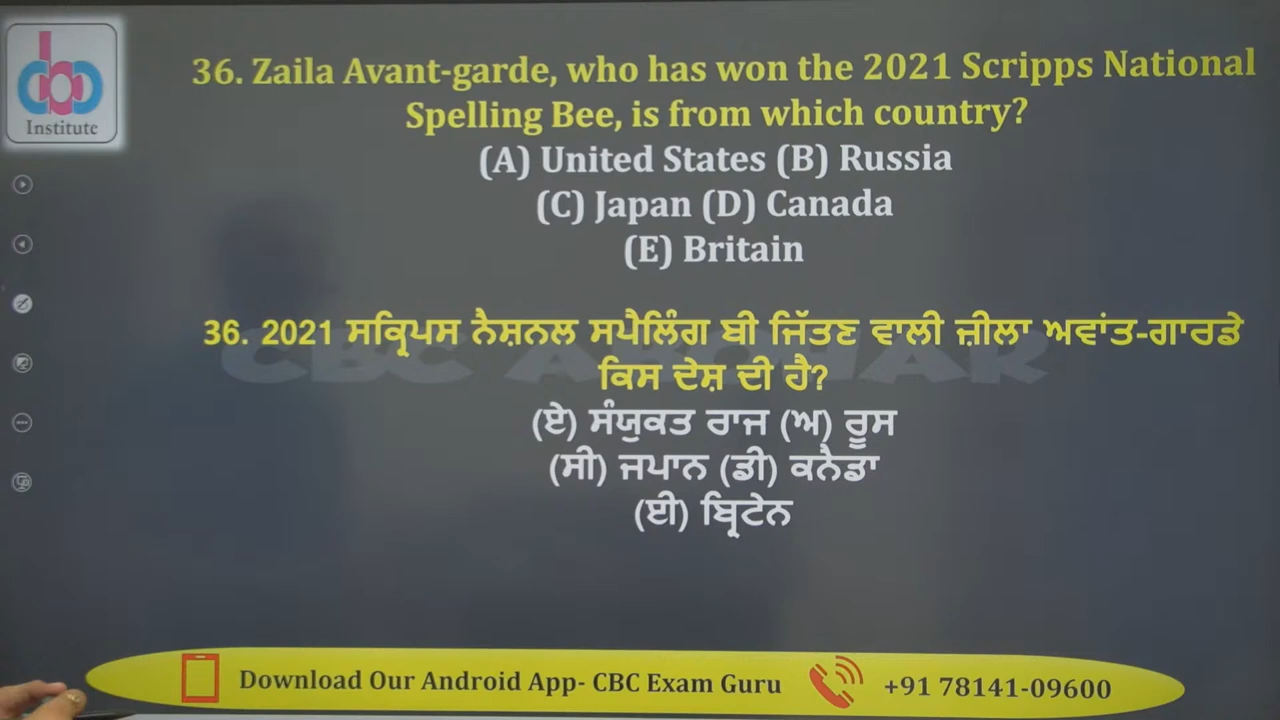 Institute
36. Zaila Avant-garde, who has won the 2021 Scripps National
Spelling Bee, is from which country?
(A) United States (B) Russia
(C) Japan (D) Canada
(E) Britain
CBC ABOHAR
36. 2021 ਸਕ੍ਰਿਪਸ ਨੈਸ਼ਨਲ ਸਪੈਲਿੰਗ ਬੀ ਜਿੱਤਣ ਵਾਲੀ ਜ਼ੀਲਾ ਅਵਾਂਤ-ਗਾਰਡੇ
ਕਿਸ ਦੇਸ਼ ਦੀ ਹੈ?
(ਏ) ਸੰਯੁਕਤ ਰਾਜ (ਅ) ਰੂਸ
(ਸੀ) ਜਪਾਨ (ਡੀ) ਕਨੈਡਾ
(ਈ) ਬ੍ਰਿਟੇਨ
Download Our Android App- CBC Exam Guru
+91 78141-09600